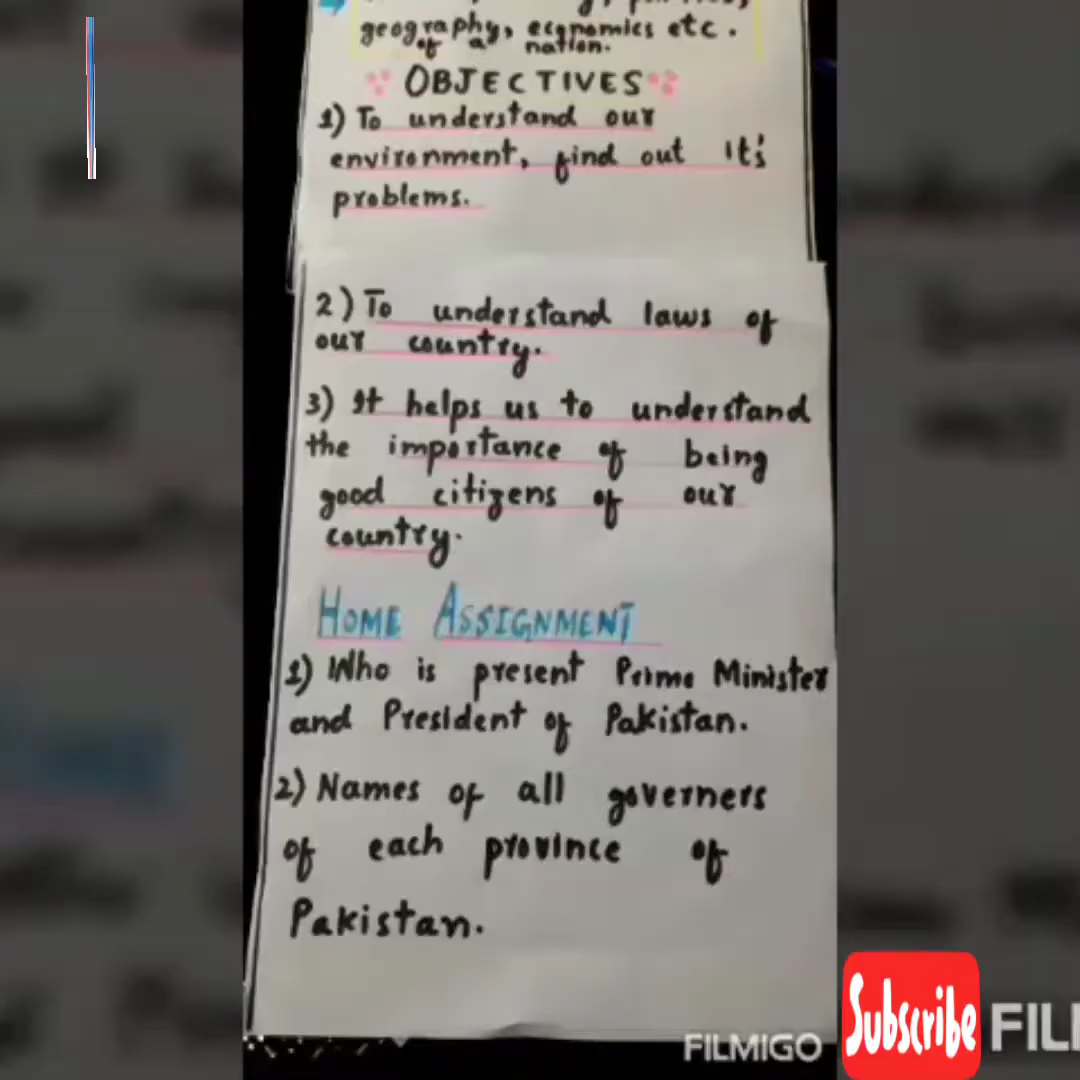 geography, economics etc.
of a nation.
OBJECTIVES
1) To understand our
environment, find out it's
problems.
2) To understand laws of
our country.
3) It helps us to understand
the importance of being
good citizens of our
country.
HOME ASSIGNMENT
1) Who is present Prime Minister
and President of Pakistan.
2) Names of all governers
of each province of
Pakistan.
FILMIGO
Subscribe
FIL